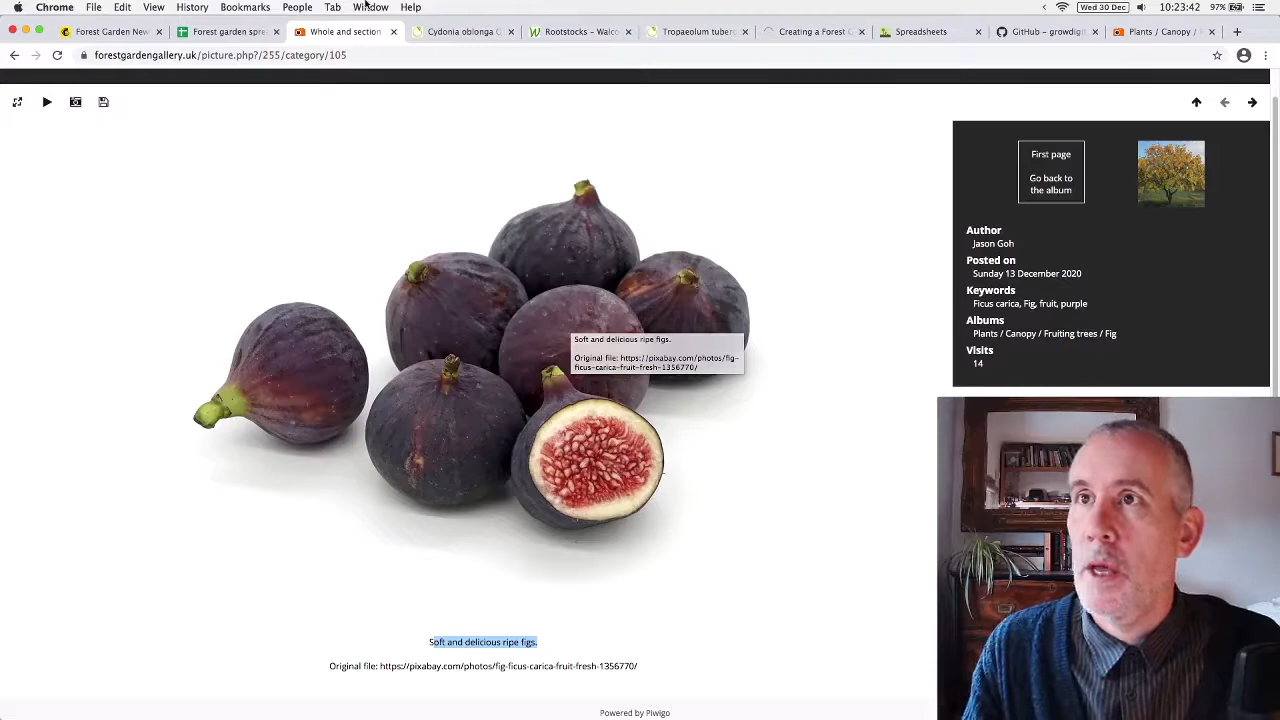 Chrome File Edit View History Bookmarks People Tab Window Help
Wed 30 Dec 10:23:42 97%
Forest Garden New
Forest garden spre
Whole and section
Cydonia oblonga Q
Rootstocks – Walco
Tropaeolum tubero
Creating a Forest G
Spreadsheets
GitHub – growdigit
Plants / Canopy / F
forestgardengallery.uk/picture.php?/255/category/105
First page
Go back to
the album
Author
Jason Goh
Posted on
Sunday 13 December 2020
Keywords
Ficus carica, Fig, fruit, purple
Albums
Plants / Canopy / Fruiting trees / Fig
Visits
14
Soft and delicious ripe figs.
Original file: https://pixabay.com/photos/fig-
ficus-carica-fruit-fresh-1356770/
Soft and delicious ripe figs.
Original file: https://pixabay.com/photos/fig-ficus-carica-fruit-fresh-1356770/
Powered by Piwigo